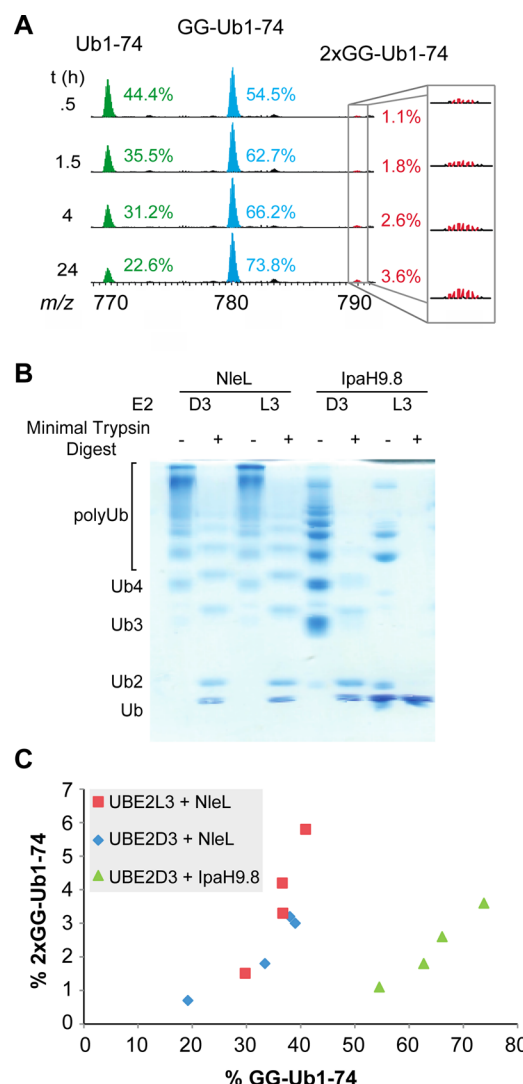 A
Ub1-74 GG-Ub1-74 2xGG-Ub1-74
t (h)
.5 44.4% 54.5% 1.1%
1.5 35.5% 62.7% 1.8%
4 31.2% 66.2% 2.6%
24 22.6% 73.8% 3.6%
m/z 770 780 790
B
NleL IpaH9.8
E2 D3 L3 D3 L3
Minimal Trypsin
Digest - + - + - + - +
polyUb
Ub4
Ub3
Ub2
Ub
C
7
6
5
4
3
2
1
0
% 2xGG-Ub1-74
UBE2L3 + NleL
UBE2D3 + NleL
UBE2D3 + IpaH9.8
0 10 20 30 40 50 60 70 80
% GG-Ub1-74